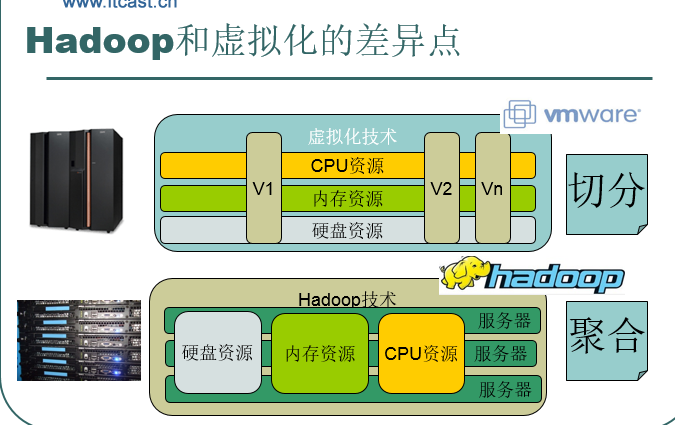 www.itcast.cn
Hadoop和虚拟化的差异点
vmware
虚拟化技术
CPU资源
内存资源
硬盘资源
V1
V2
Vn
切分
hadoop
Hadoop技术
服务器
服务器
服务器
硬盘资源
内存资源
CPU资源
聚合